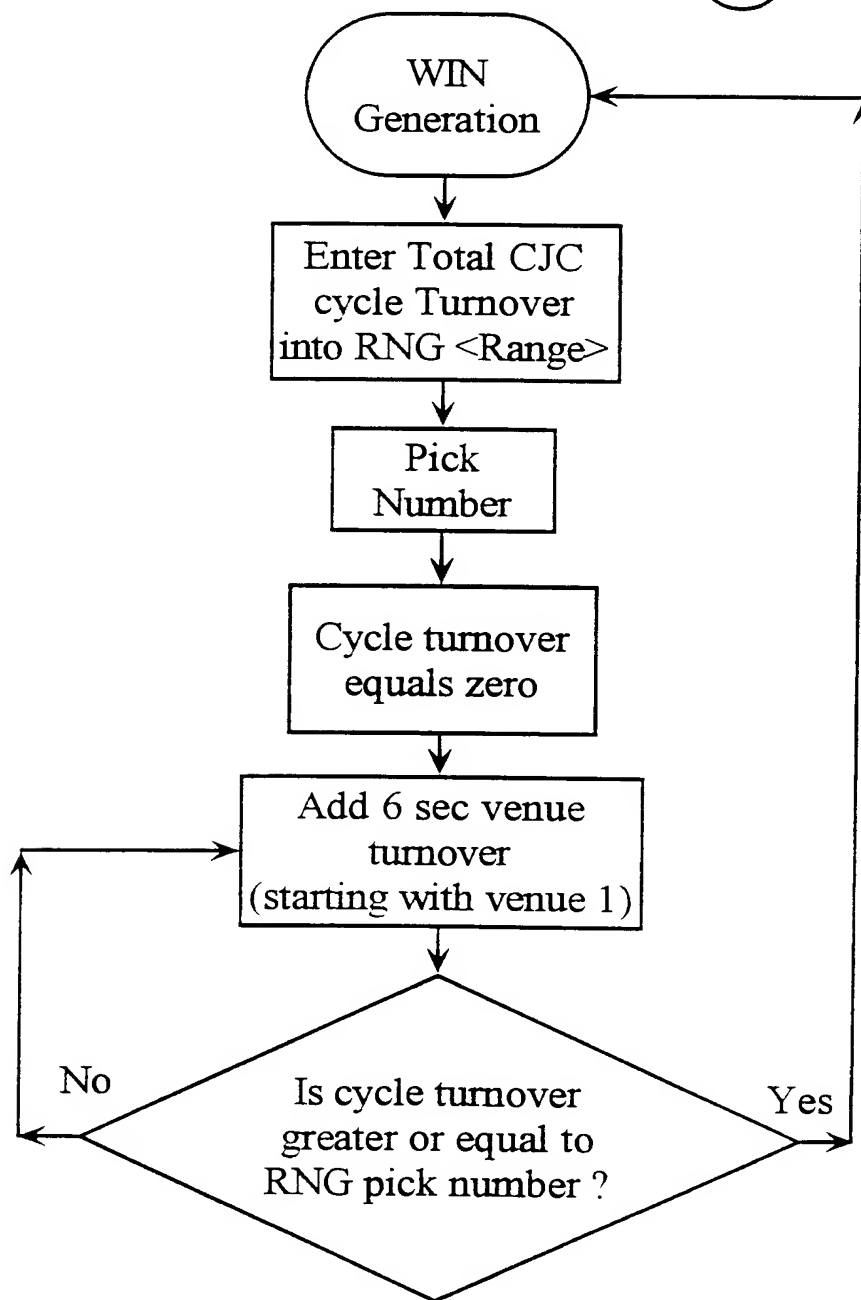 WIN
Generation
Enter Total CJC
cycle Turnover
into RNG <Range>
Pick
Number
Cycle turnover
equals zero
Add 6 sec venue
turnover
(starting with venue 1)
No
Yes
Is cycle turnover
greater or equal to
RNG pick number ?